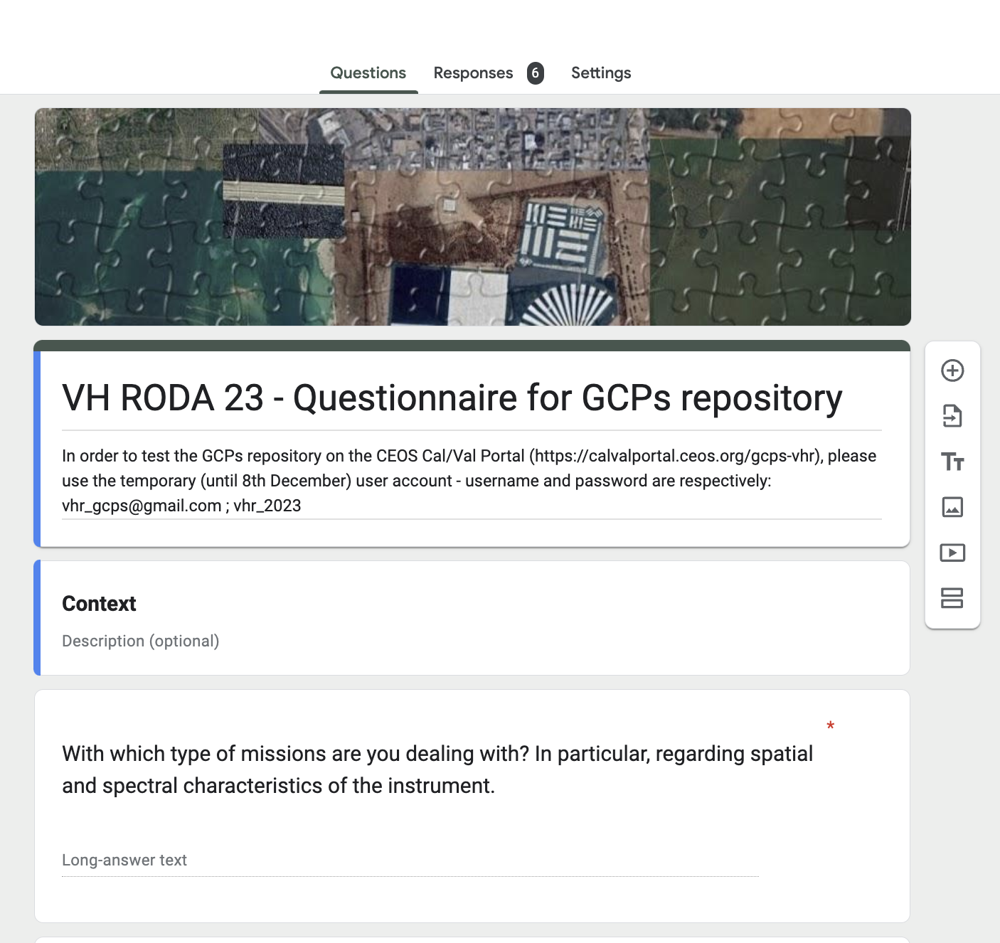 Questions Responses 6 Settings
VH RODA 23 - Questionnaire for GCPs repository
In order to test the GCPs repository on the CEOS Cal/Val Portal (https://calvalportal.ceos.org/gcps-vhr), please
use the temporary (until 8th December) user account - username and password are respectively:
vhr_gcps@gmail.com ; vhr_2023
Context
Description (optional)
*
With which type of missions are you dealing with? In particular, regarding spatial
and spectral characteristics of the instrument.
Long-answer text